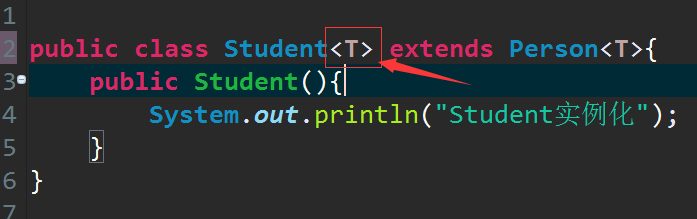 1
2 public class Student<T> extends Person<T>{
3 public Student(){
4 System.out.println("Student实例化");
5 }
6 }
7